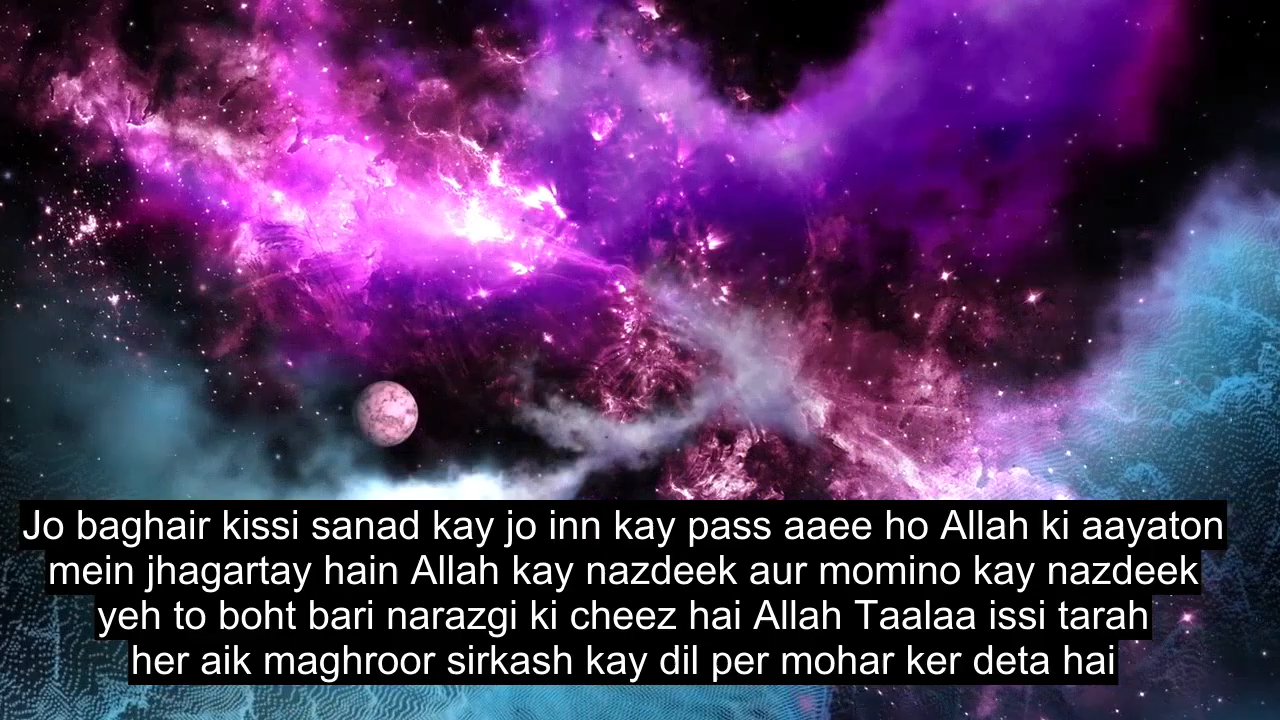 Jo baghair kissi sanad kay jo inn kay pass aaee ho Allah ki aayaton
mein jhagartay hain Allah kay nazdeek aur momino kay nazdeek
yeh to boht bari narazgi ki cheez hai Allah Taalaa issi tarah
her aik maghroor sirkash kay dil per mohar ker deta hai